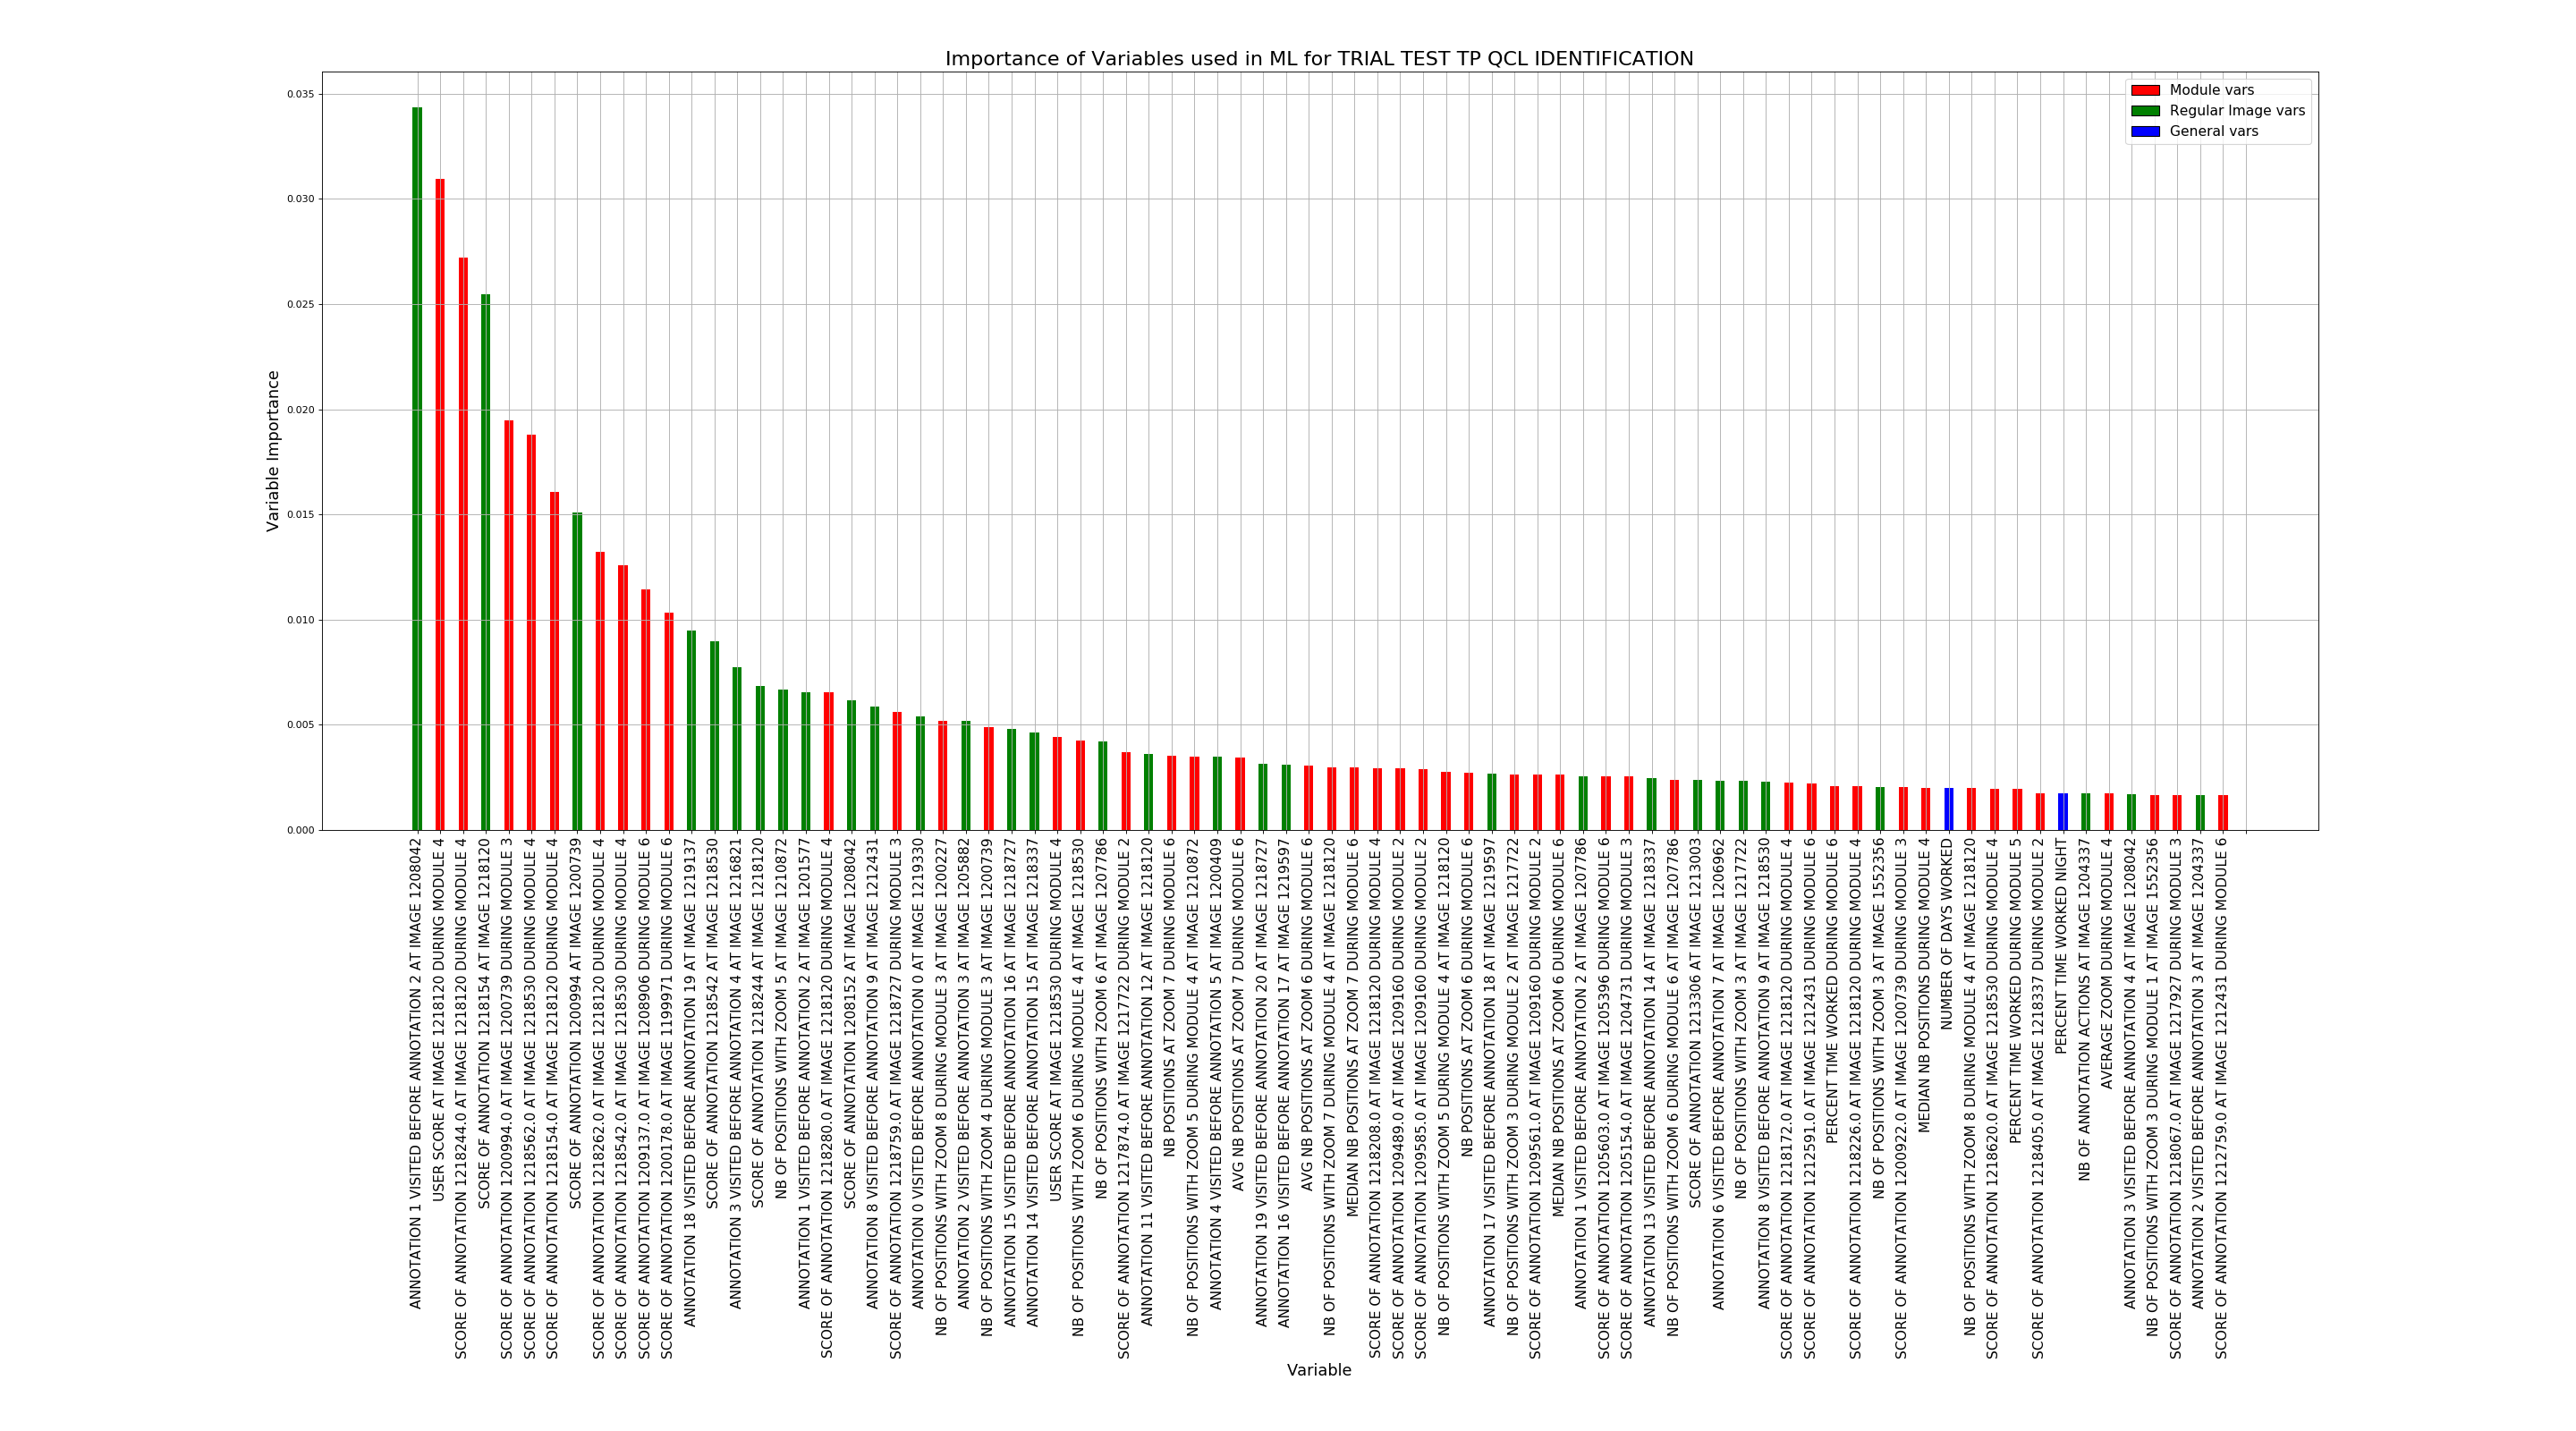 Importance of Variables used in ML for TRIAL TEST TP QCL IDENTIFICATION
Module vars
Regular Image vars
General vars
Variable Importance
0.035
0.030
0.025
0.020
0.015
0.010
0.005
0.000
ANNOTATION 1 VISITED BEFORE ANNOTATION 2 AT IMAGE 1208042
USER SCORE AT IMAGE 1218120 DURING MODULE 4
SCORE OF ANNOTATION 1218244.0 AT IMAGE 1218120 DURING MODULE 4
SCORE OF ANNOTATION 1218154 AT IMAGE 1218120
SCORE OF ANNOTATION 1200994.0 AT IMAGE 1200739 DURING MODULE 3
SCORE OF ANNOTATION 1218562.0 AT IMAGE 1218530 DURING MODULE 4
SCORE OF ANNOTATION 1218154.0 AT IMAGE 1218120 DURING MODULE 4
SCORE OF ANNOTATION 1200994 AT IMAGE 1200739
SCORE OF ANNOTATION 1218262.0 AT IMAGE 1218120 DURING MODULE 4
SCORE OF ANNOTATION 1218542.0 AT IMAGE 1218530 DURING MODULE 4
SCORE OF ANNOTATION 1209137.0 AT IMAGE 1208906 DURING MODULE 6
SCORE OF ANNOTATION 1200178.0 AT IMAGE 1199971 DURING MODULE 6
ANNOTATION 18 VISITED BEFORE ANNOTATION 19 AT IMAGE 1219137
SCORE OF ANNOTATION 1218542 AT IMAGE 1218530
ANNOTATION 3 VISITED BEFORE ANNOTATION 4 AT IMAGE 1216821
SCORE OF ANNOTATION 1218244 AT IMAGE 1218120
NB OF POSITIONS WITH ZOOM 5 AT IMAGE 1210872
ANNOTATION 1 VISITED BEFORE ANNOTATION 2 AT IMAGE 1201577
SCORE OF ANNOTATION 1218280.0 AT IMAGE 1218120 DURING MODULE 4
SCORE OF ANNOTATION 1208152 AT IMAGE 1208042
ANNOTATION 8 VISITED BEFORE ANNOTATION 9 AT IMAGE 1212431
SCORE OF ANNOTATION 1218759.0 AT IMAGE 1218727 DURING MODULE 3
ANNOTATION 0 VISITED BEFORE ANNOTATION 0 AT IMAGE 1219330
NB OF POSITIONS WITH ZOOM 8 DURING MODULE 3 AT IMAGE 1200227
ANNOTATION 2 VISITED BEFORE ANNOTATION 3 AT IMAGE 1205882
NB OF POSITIONS WITH ZOOM 4 DURING MODULE 3 AT IMAGE 1200739
ANNOTATION 15 VISITED BEFORE ANNOTATION 16 AT IMAGE 1218727
ANNOTATION 14 VISITED BEFORE ANNOTATION 15 AT IMAGE 1218337
USER SCORE AT IMAGE 1218530 DURING MODULE 4
NB OF POSITIONS WITH ZOOM 6 DURING MODULE 4 AT IMAGE 1218530
NB OF POSITIONS WITH ZOOM 6 AT IMAGE 1207786
SCORE OF ANNOTATION 1217874.0 AT IMAGE 1217722 DURING MODULE 2
ANNOTATION 11 VISITED BEFORE ANNOTATION 12 AT IMAGE 1218120
NB POSITIONS AT ZOOM 7 DURING MODULE 6
NB OF POSITIONS WITH ZOOM 5 DURING MODULE 4 AT IMAGE 1210872
ANNOTATION 4 VISITED BEFORE ANNOTATION 5 AT IMAGE 1200409
AVG NB POSITIONS AT ZOOM 7 DURING MODULE 6
ANNOTATION 19 VISITED BEFORE ANNOTATION 20 AT IMAGE 1218727
ANNOTATION 16 VISITED BEFORE ANNOTATION 17 AT IMAGE 1219597
AVG NB POSITIONS AT ZOOM 6 DURING MODULE 6
NB OF POSITIONS WITH ZOOM 7 DURING MODULE 4 AT IMAGE 1218120
MEDIAN NB POSITIONS AT ZOOM 7 DURING MODULE 6
SCORE OF ANNOTATION 1218208.0 AT IMAGE 1218120 DURING MODULE 4
SCORE OF ANNOTATION 1209489.0 AT IMAGE 1209160 DURING MODULE 2
SCORE OF ANNOTATION 1209585.0 AT IMAGE 1209160 DURING MODULE 2
NB OF POSITIONS WITH ZOOM 5 DURING MODULE 4 AT IMAGE 1218120
NB POSITIONS AT ZOOM 6 DURING MODULE 6
ANNOTATION 17 VISITED BEFORE ANNOTATION 18 AT IMAGE 1219597
NB OF POSITIONS WITH ZOOM 3 DURING MODULE 2 AT IMAGE 1217722
SCORE OF ANNOTATION 1209561.0 AT IMAGE 1209160 DURING MODULE 2
MEDIAN NB POSITIONS AT ZOOM 6 DURING MODULE 6
ANNOTATION 1 VISITED BEFORE ANNOTATION 2 AT IMAGE 1207786
SCORE OF ANNOTATION 1205603.0 AT IMAGE 1205396 DURING MODULE 6
SCORE OF ANNOTATION 1205154.0 AT IMAGE 1204731 DURING MODULE 3
ANNOTATION 13 VISITED BEFORE ANNOTATION 14 AT IMAGE 1218337
NB OF POSITIONS WITH ZOOM 6 DURING MODULE 6 AT IMAGE 1207786
SCORE OF ANNOTATION 1213306 AT IMAGE 1213003
ANNOTATION 6 VISITED BEFORE ANNOTATION 7 AT IMAGE 1206962
NB OF POSITIONS WITH ZOOM 3 AT IMAGE 1217722
ANNOTATION 8 VISITED BEFORE ANNOTATION 9 AT IMAGE 1218530
SCORE OF ANNOTATION 1218172.0 AT IMAGE 1218120 DURING MODULE 4
SCORE OF ANNOTATION 1212591.0 AT IMAGE 1212431 DURING MODULE 6
PERCENT TIME WORKED DURING MODULE 6
SCORE OF ANNOTATION 1218226.0 AT IMAGE 1218120 DURING MODULE 4
NB OF POSITIONS WITH ZOOM 3 AT IMAGE 1552356
SCORE OF ANNOTATION 1200922.0 AT IMAGE 1200739 DURING MODULE 3
MEDIAN NB POSITIONS DURING MODULE 4
NUMBER OF DAYS WORKED
NB OF POSITIONS WITH ZOOM 8 DURING MODULE 4 AT IMAGE 1218120
SCORE OF ANNOTATION 1218620.0 AT IMAGE 1218530 DURING MODULE 4
PERCENT TIME WORKED DURING MODULE 5
SCORE OF ANNOTATION 1218405.0 AT IMAGE 1218337 DURING MODULE 2
PERCENT TIME WORKED NIGHT
NB OF ANNOTATION ACTIONS AT IMAGE 1204337
AVERAGE ZOOM DURING MODULE 4
ANNOTATION 3 VISITED BEFORE ANNOTATION 4 AT IMAGE 1208042
NB OF POSITIONS WITH ZOOM 3 DURING MODULE 1 AT IMAGE 1552356
SCORE OF ANNOTATION 1218067.0 AT IMAGE 1217927 DURING MODULE 3
ANNOTATION 2 VISITED BEFORE ANNOTATION 3 AT IMAGE 1204337
SCORE OF ANNOTATION 1212759.0 AT IMAGE 1212431 DURING MODULE 6
Variable